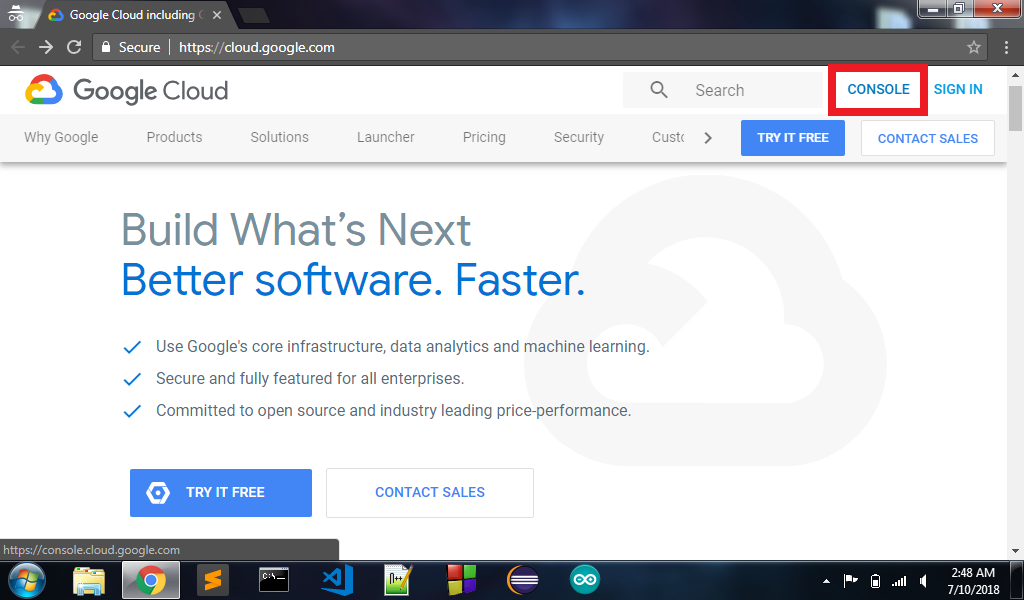 Google Cloud including G
Secure
https://cloud.google.com
Google Cloud
Search
CONSOLE
SIGN IN
Why Google
Products
Solutions
Launcher
Pricing
Security
Custo
TRY IT FREE
CONTACT SALES
Build What's Next
Better software. Faster.
Use Google's core infrastructure, data analytics and machine learning.
Secure and fully featured for all enterprises.
Committed to open source and industry leading price-performance.
TRY IT FREE
CONTACT SALES
https://console.cloud.google.com
2:48 AM
7/10/2018